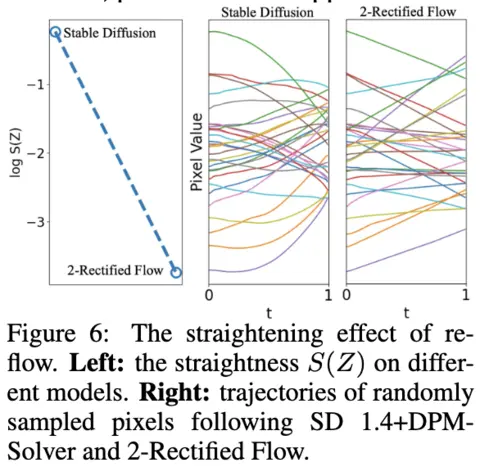 Stable Diffusion
2-Rectified Flow
Stable Diffusion
−1
−2
−3
log S(Z)
2-Rectified Flow
Pixel Value
0
1
t
0
1
t
Figure 6: The straightening effect of re-
flow. Left: the straightness S(Z) on differ-
ent models. Right: trajectories of randomly
sampled pixels following SD 1.4+DPM-
Solver and 2-Rectified Flow.